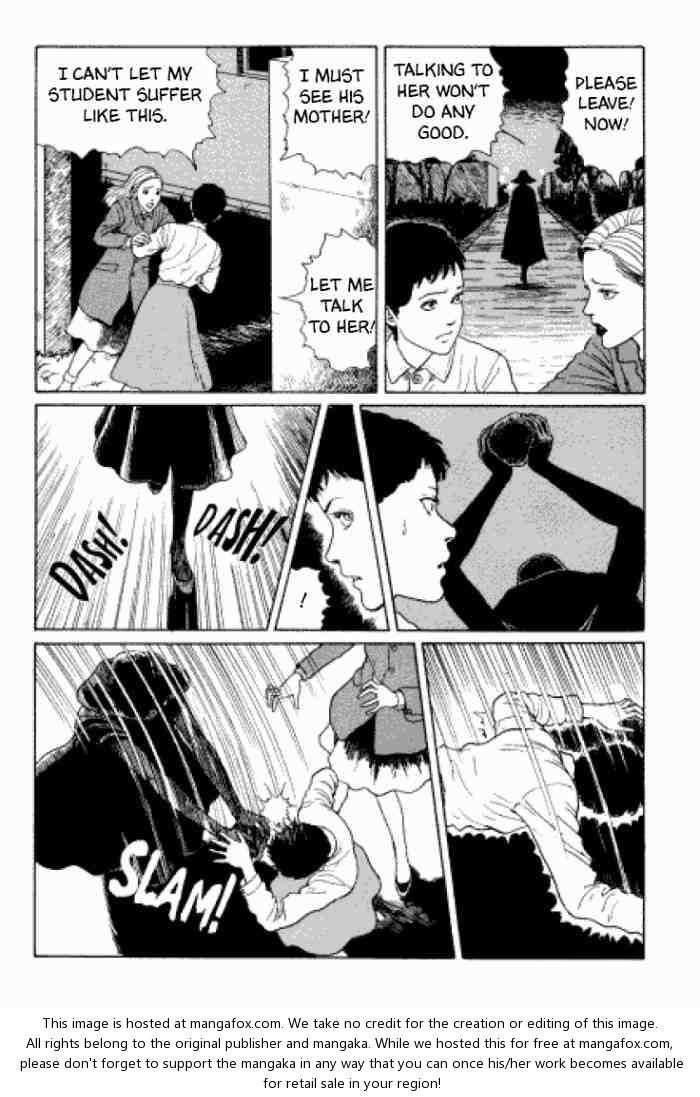 I CAN'T LET MY
STUDENT SUFFER
LIKE THIS.
I MUST
SEE HIS
MOTHER!
LET ME
TALK
TO HER!
TALKING TO
HER WON'T
DO ANY
GOOD.
PLEASE
LEAVE!
NOW!
DASH!
DASH!
!
SLAM!
This image is hosted at mangafox.com. We take no credit for the creation or editing of this image.
All rights belong to the original publisher and mangaka. While we hosted this for free at mangafox.com,
please don't forget to support the mangaka in any way that you can once his/her work becomes available
for retail sale in your region!